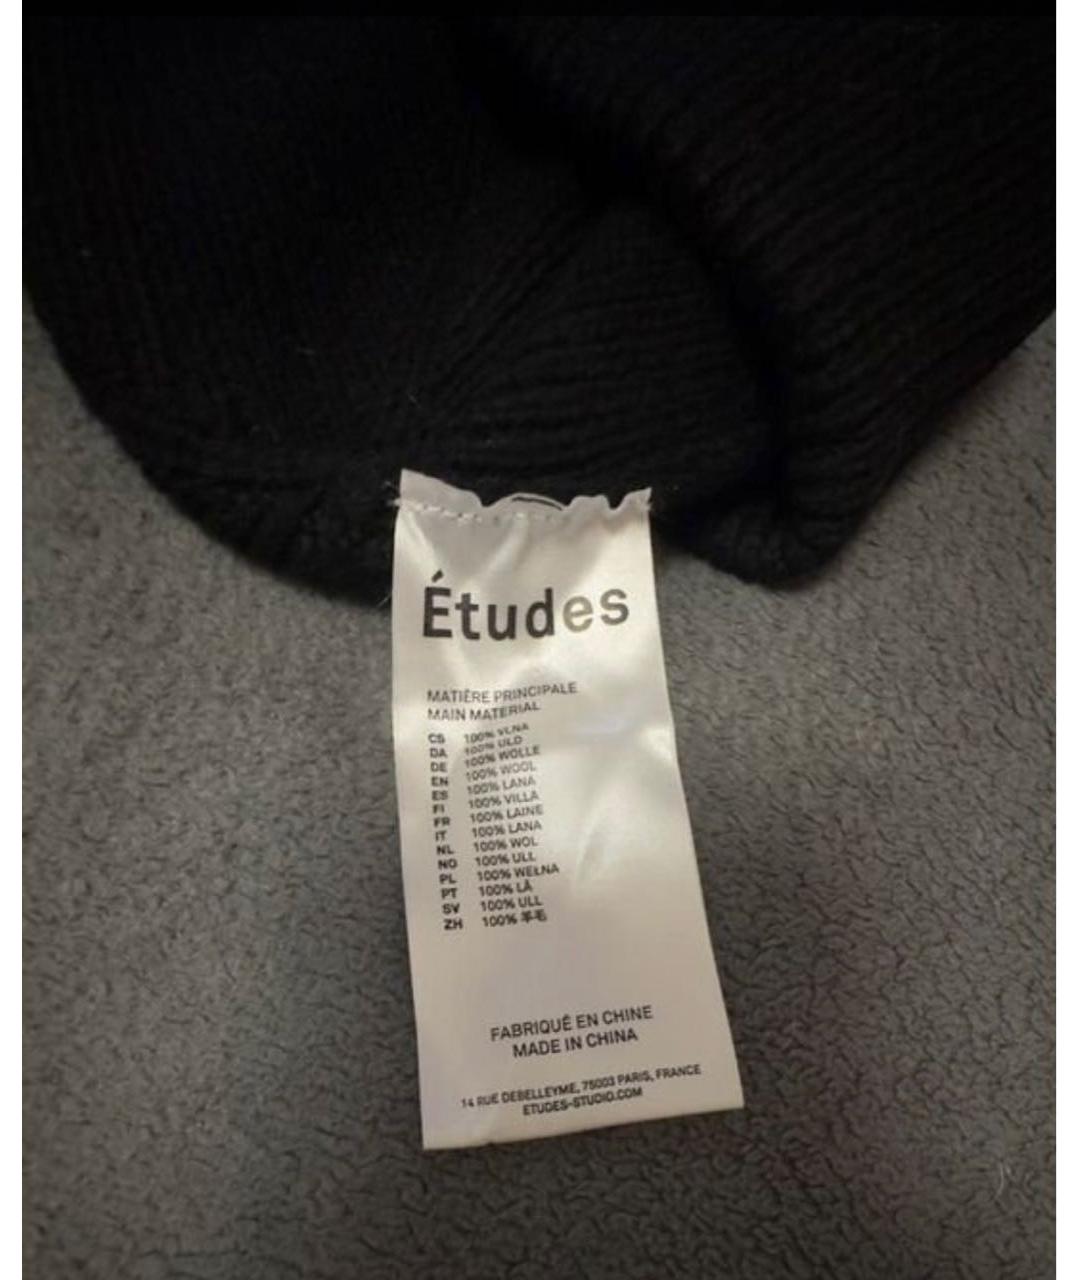 Études
MATIÈRE PRINCIPALE
MAIN MATERIAL
CS 100% VLNA
DA 100% ULD
DE 100% WOLLE
EN 100% WOOL
ES 100% LANA
FI 100% VILLA
FR 100% LAINE
IT 100% LANA
NL 100% WOL
NO 100% ULL
PL 100% WEŁNA
PT 100% LÃ
SV 100% ULL
ZH 100% 羊毛
FABRIQUÉ EN CHINE
MADE IN CHINA
14 RUE DEBELLEYME, 75003 PARIS, FRANCE
ETUDES-STUDIO.COM